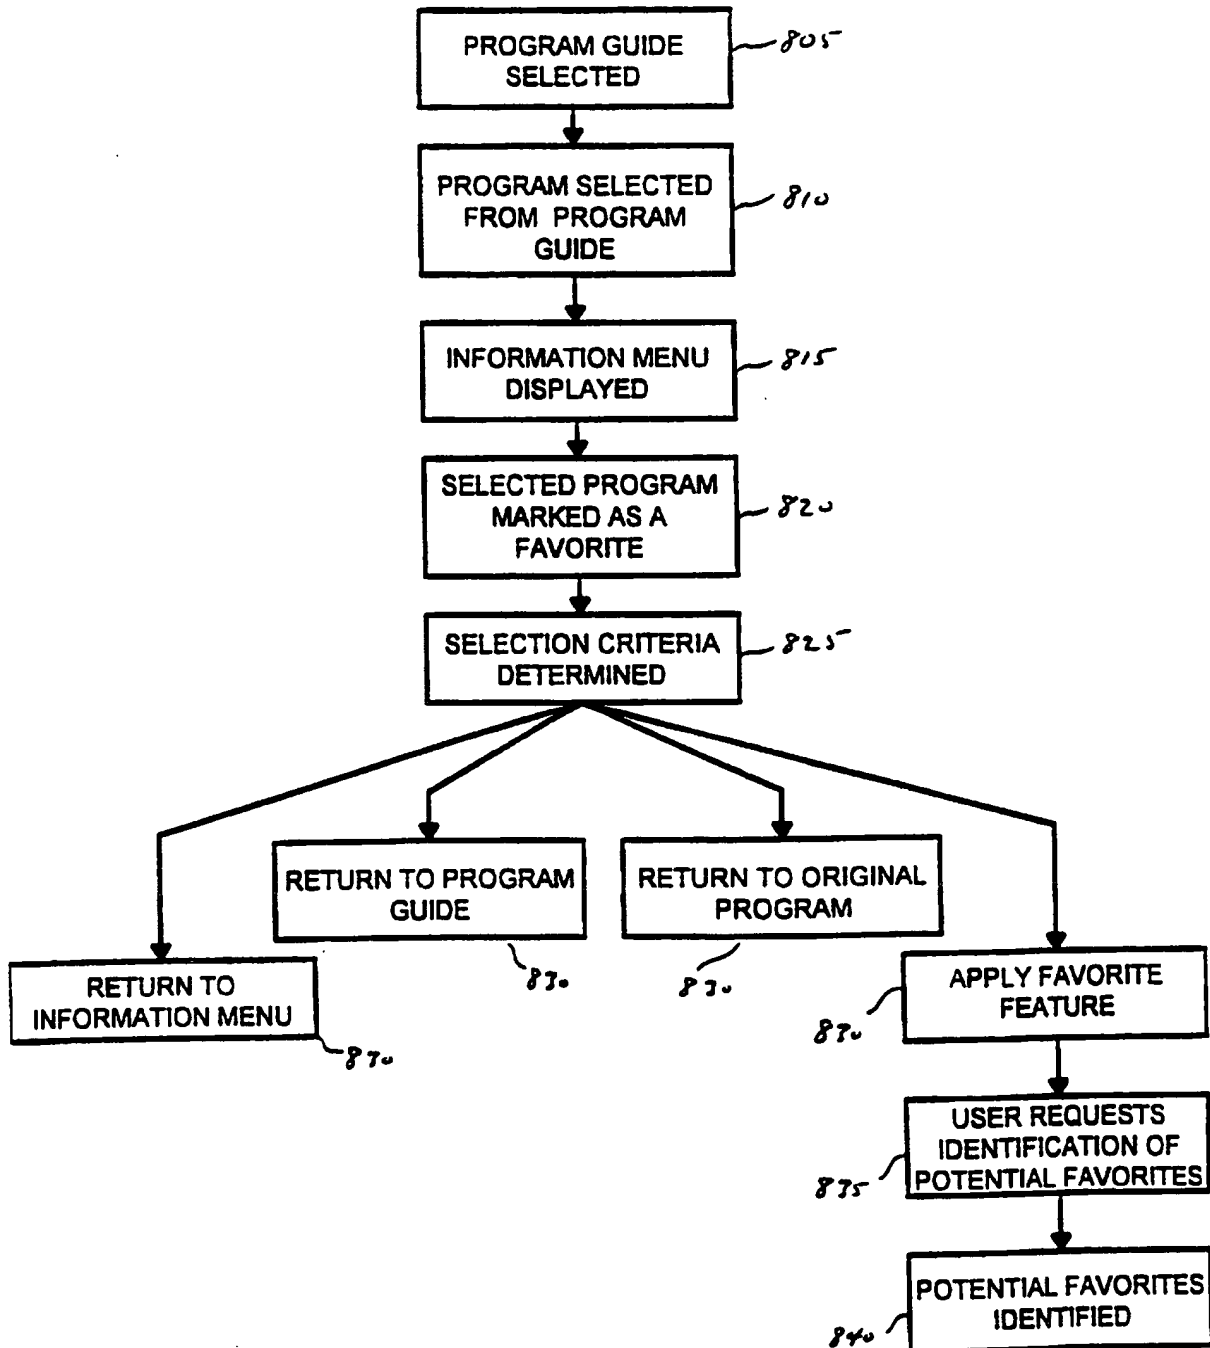 PROGRAM GUIDE
SELECTED
805
PROGRAM SELECTED
FROM PROGRAM
GUIDE
810
INFORMATION MENU
DISPLAYED
815
SELECTED PROGRAM
MARKED AS A
FAVORITE
820
SELECTION CRITERIA
DETERMINED
825
RETURN TO PROGRAM
GUIDE
830
RETURN TO ORIGINAL
PROGRAM
830
RETURN TO
INFORMATION MENU
830
APPLY FAVORITE
FEATURE
830
USER REQUESTS
IDENTIFICATION OF
POTENTIAL FAVORITES
835
POTENTIAL FAVORITES
IDENTIFIED
840